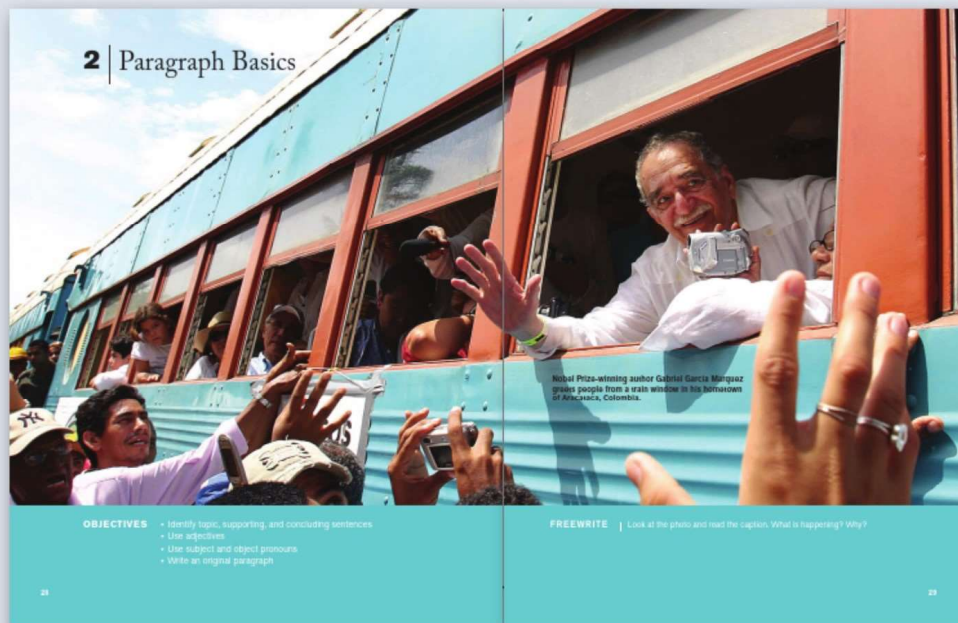 2 Paragraph Basics
Nobel Prize-winning author Gabriel García Márquez
greets people from a train window in his hometown
of Aracataca, Colombia.
NY
OBJECTIVES
• Identify topic, supporting, and concluding sentences
• Use adjectives
• Use subject and object pronouns
• Write an original paragraph
FREEWRITE | Look at the photo and read the caption. What is happening? Why?
28
29